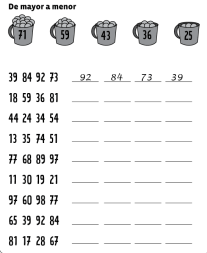 De mayor a menor
71 59 43 36 25
39 84 92 73 92 84 73 39
18 59 36 81
44 24 34 54
13 35 74 51
77 68 89 97
11 30 19 21
97 60 98 77
65 39 92 84
81 17 28 67